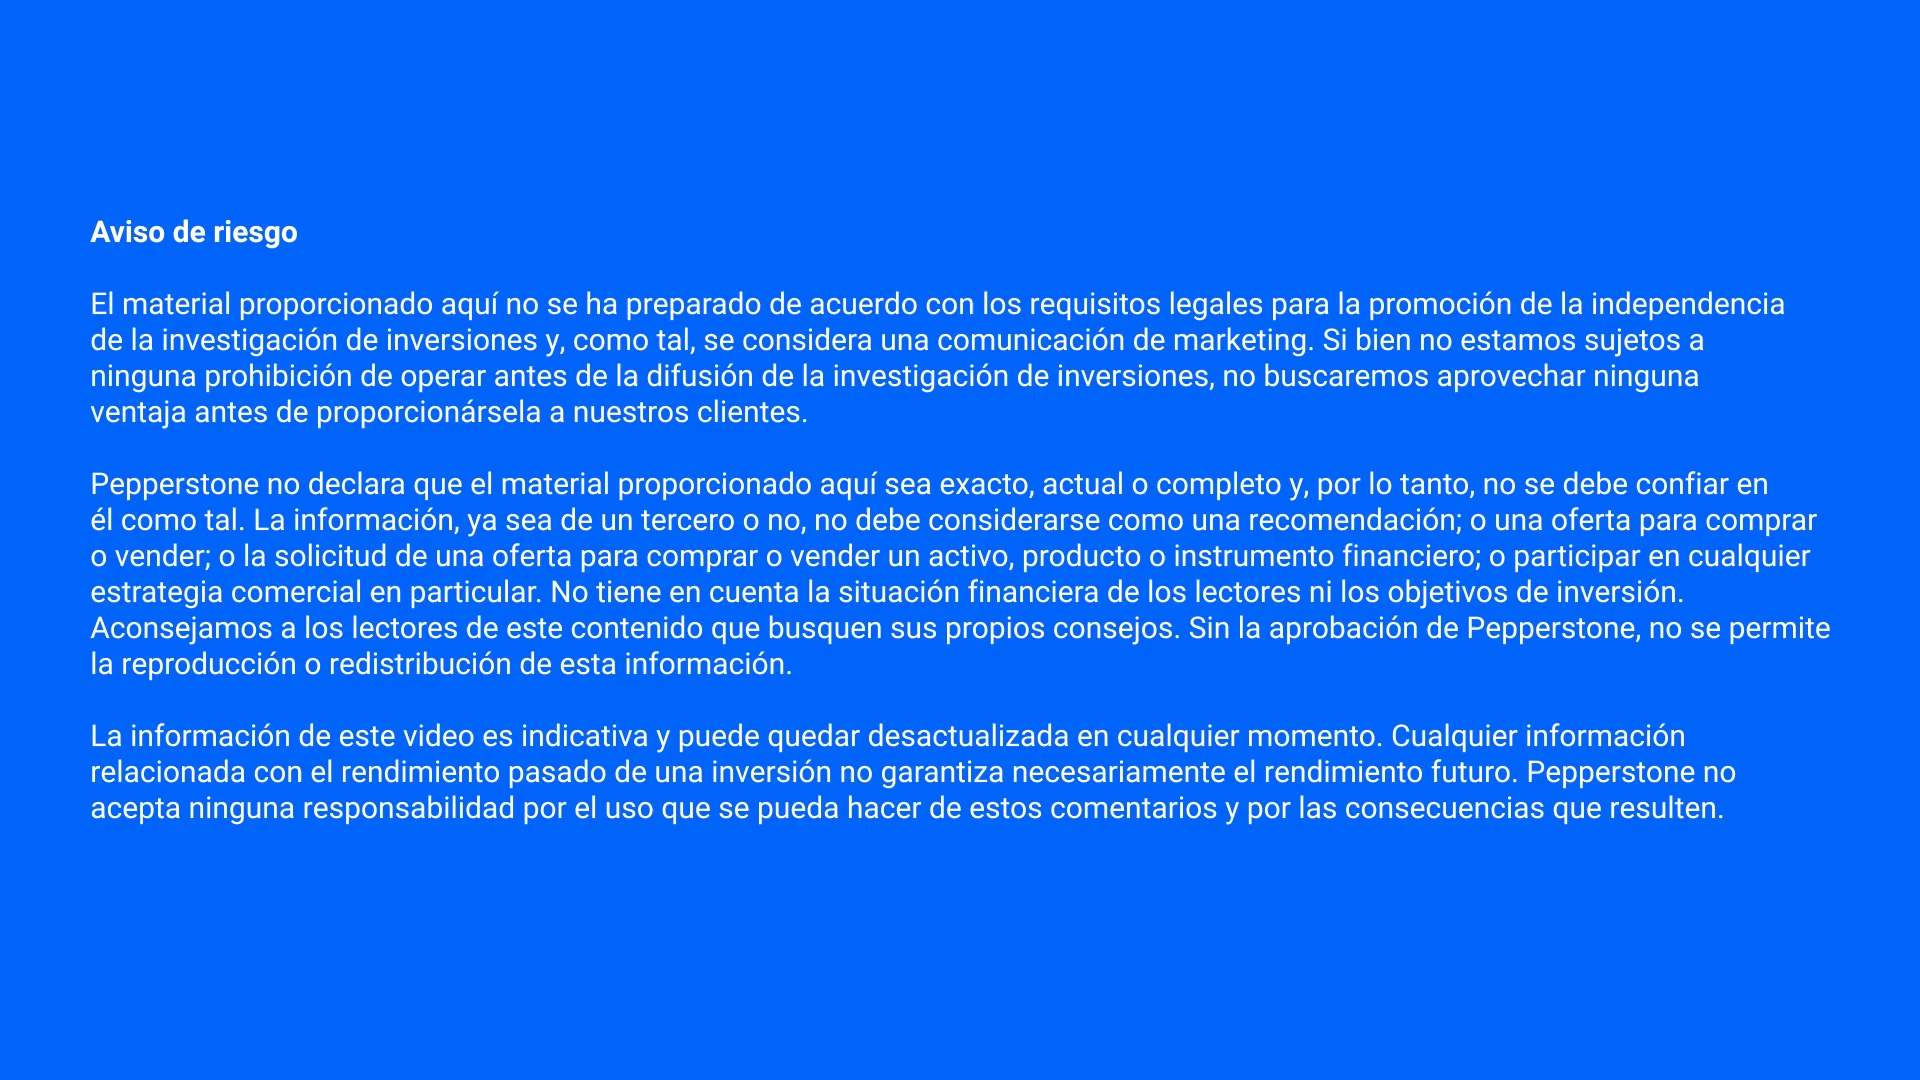 Aviso de riesgo
El material proporcionado aquí no se ha preparado de acuerdo con los requisitos legales para la promoción de la independencia
de la investigación de inversiones y, como tal, se considera una comunicación de marketing. Si bien no estamos sujetos a
ninguna prohibición de operar antes de la difusión de la investigación de inversiones, no buscaremos aprovechar ninguna
ventaja antes de proporcionársela a nuestros clientes.
Pepperstone no declara que el material proporcionado aquí sea exacto, actual o completo y, por lo tanto, no se debe confiar en
él como tal. La información, ya sea de un tercero o no, no debe considerarse como una recomendación; o una oferta para comprar
o vender; o la solicitud de una oferta para comprar o vender un activo, producto o instrumento financiero; o participar en cualquier
estrategia comercial en particular. No tiene en cuenta la situación financiera de los lectores ni los objetivos de inversión.
Aconsejamos a los lectores de este contenido que busquen sus propios consejos. Sin la aprobación de Pepperstone, no se permite
la reproducción o redistribución de esta información.
La información de este video es indicativa y puede quedar desactualizada en cualquier momento. Cualquier información
relacionada con el rendimiento pasado de una inversión no garantiza necesariamente el rendimiento futuro. Pepperstone no
acepta ninguna responsabilidad por el uso que se pueda hacer de estos comentarios y por las consecuencias que resulten.